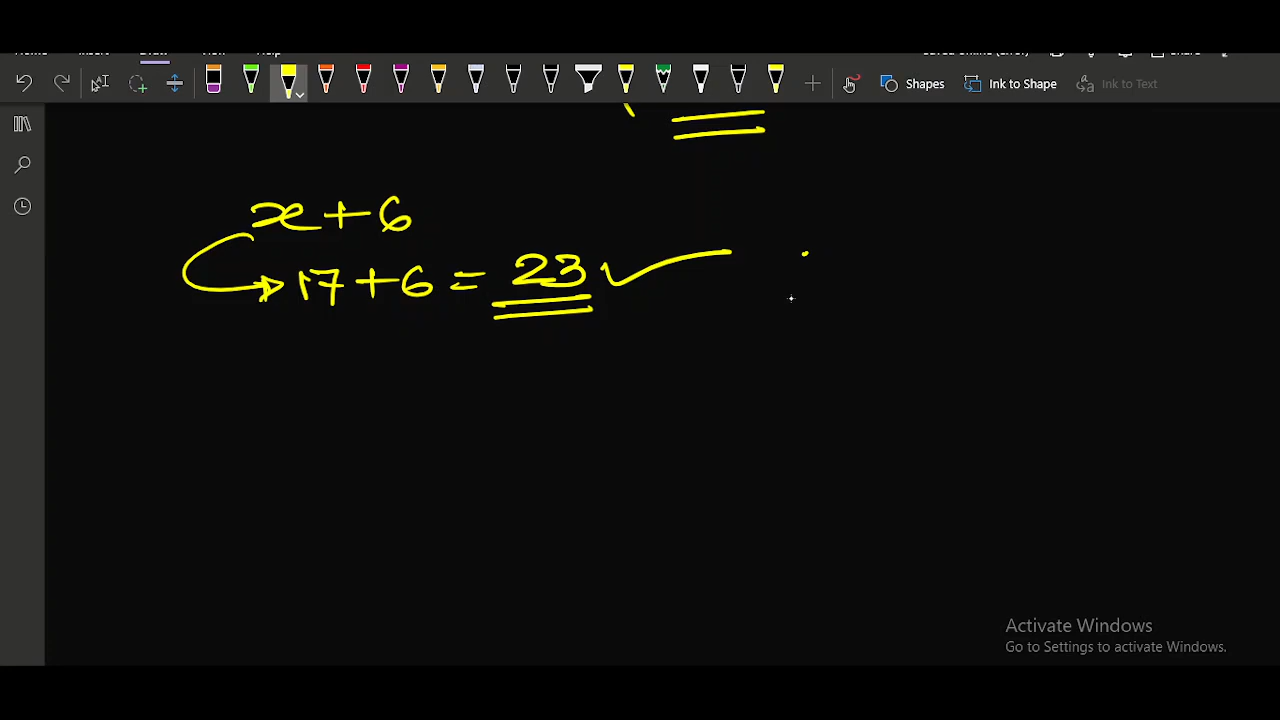 Shapes Ink to Shape Ink to Text
x+6
17+6 = 23
Activate Windows
Go to Settings to activate Windows.